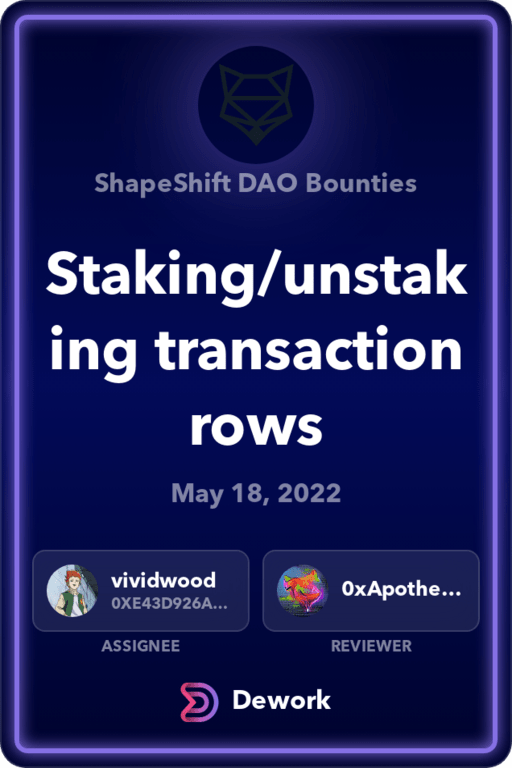 ShapeShift DAO Bounties
Staking/unstak
ing transaction
rows
May 18, 2022
vividwood
0XE43D926A...
0xApothe...
ASSIGNEE
REVIEWER
Dework